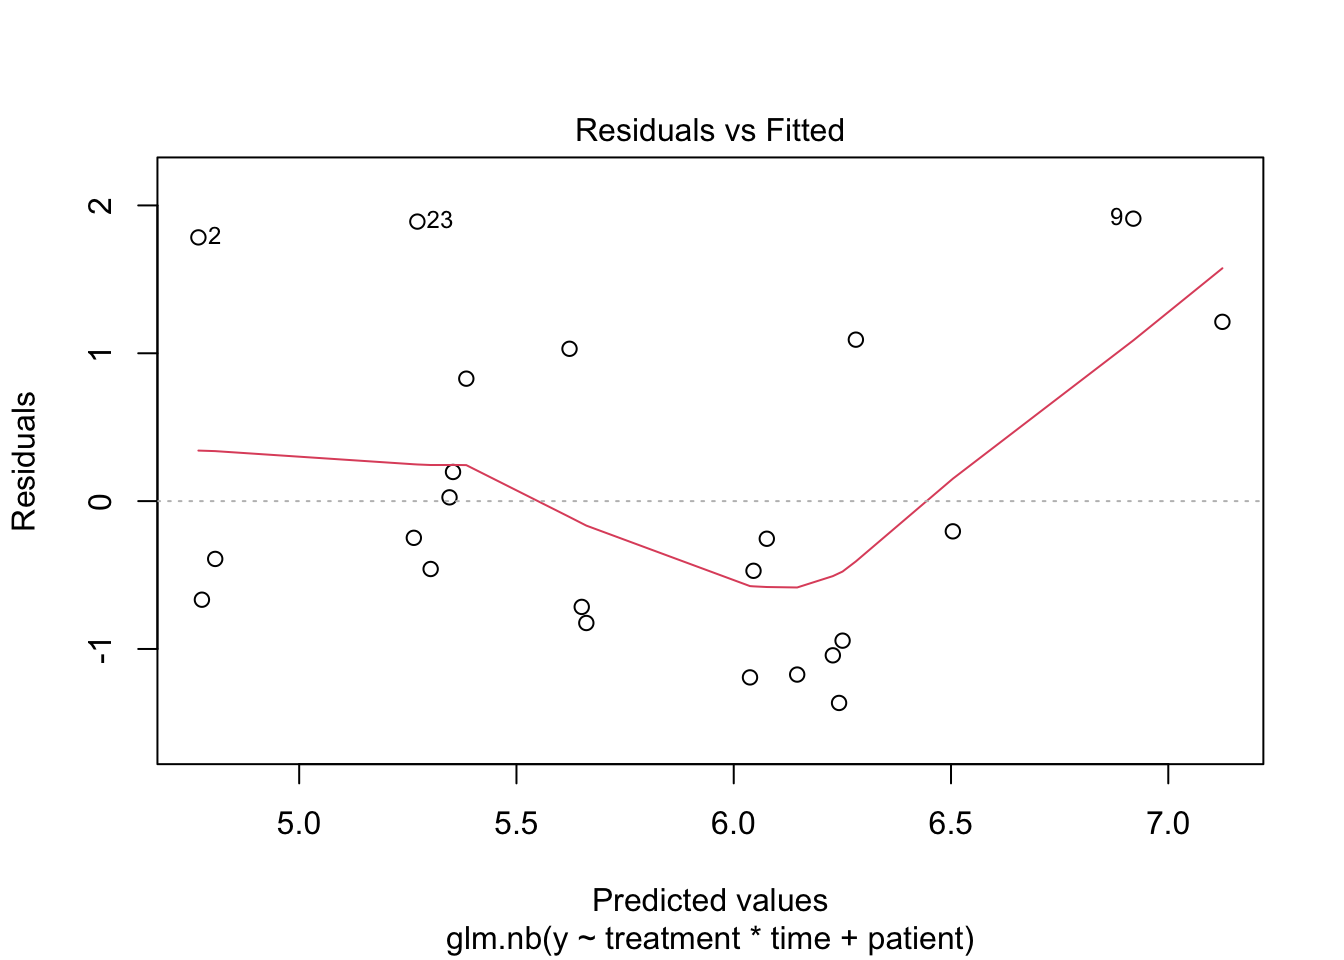 Residuals vs Fitted
Residuals
2
1
0
-1
2
23
9
5.0 5.5 6.0 6.5 7.0
Predicted values
glm.nb(y ~ treatment * time + patient)